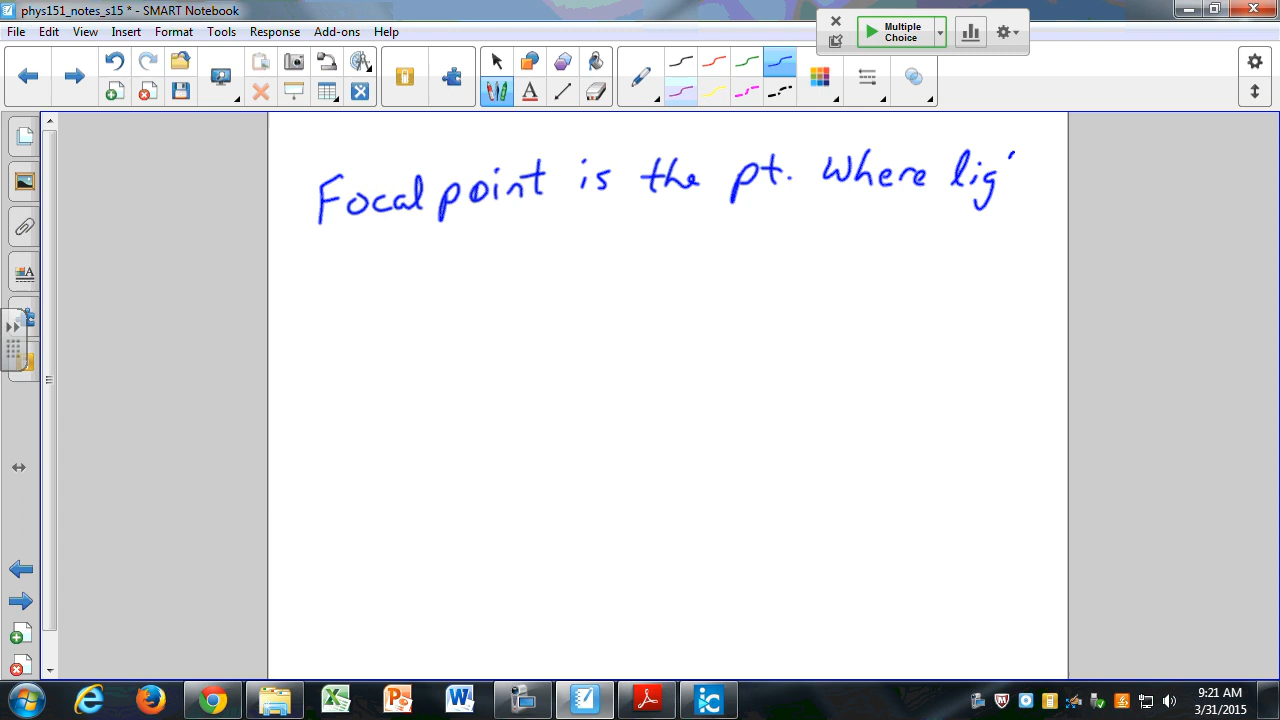 phys151_notes_s15 * - SMART Notebook
File Edit View Insert Format Tools Response Add-ons Help
Multiple
Choice
Focal point is the pt. Where lig
9:21 AM
3/31/2015